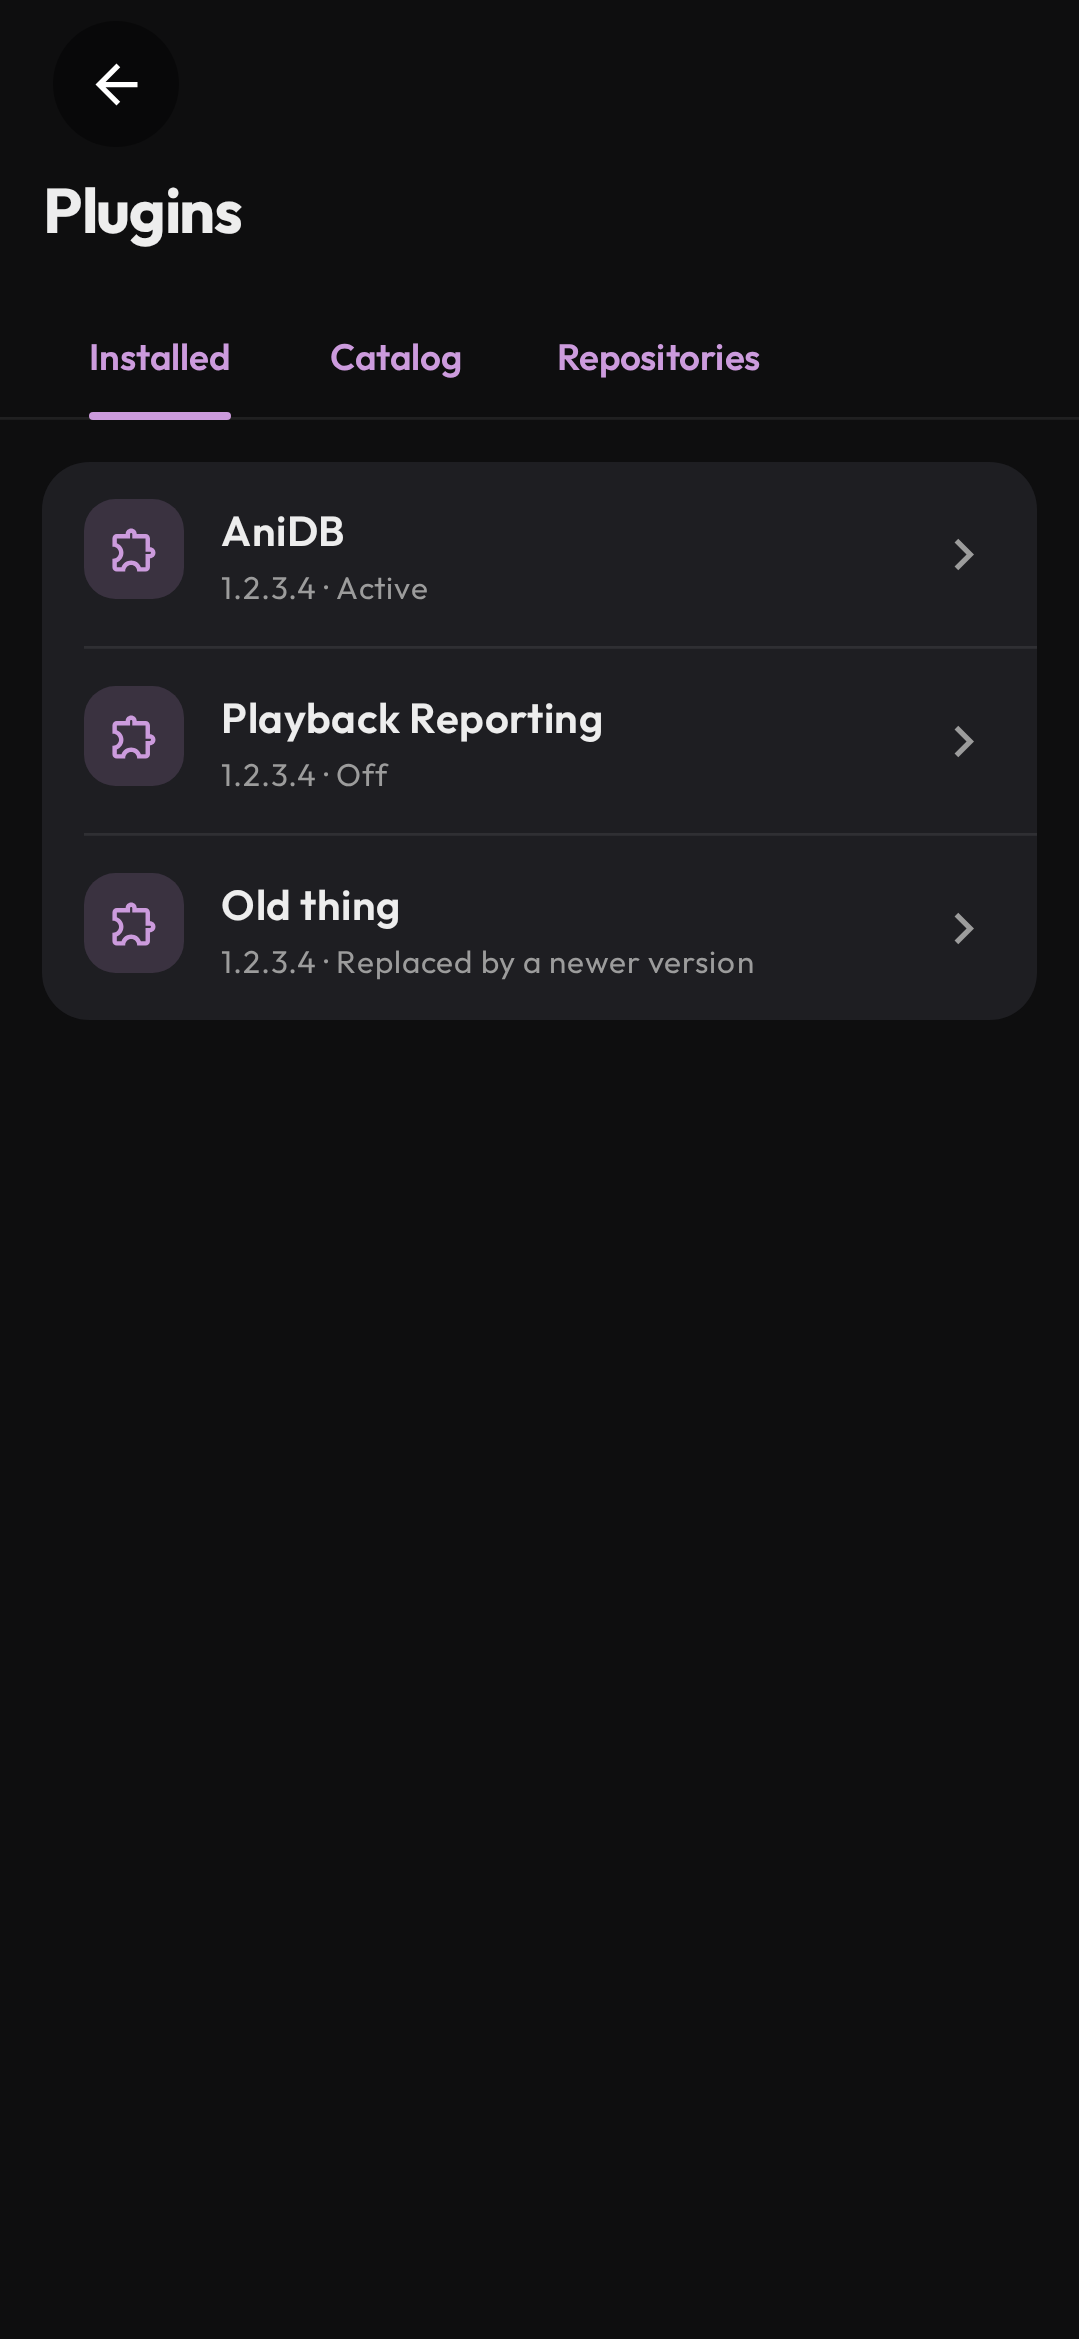 Plugins
Installed Catalog Repositories
AniDB
1.2.3.4 · Active
Playback Reporting
1.2.3.4 · Off
Old thing
1.2.3.4 · Replaced by a newer version